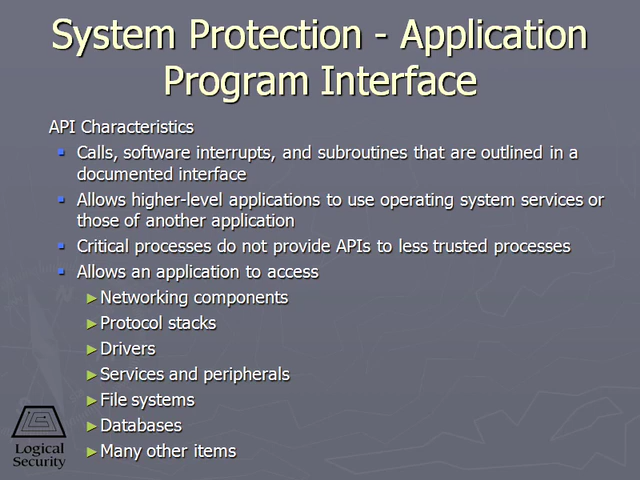 System Protection - Application
Program Interface
API Characteristics
Calls, software interrupts, and subroutines that are outlined in a
documented interface
Allows higher-level applications to use operating system services or
those of another application
Critical processes do not provide APIs to less trusted processes
Allows an application to access
Networking components
Protocol stacks
Drivers
Services and peripherals
File systems
Databases
Many other items
Logical
Security